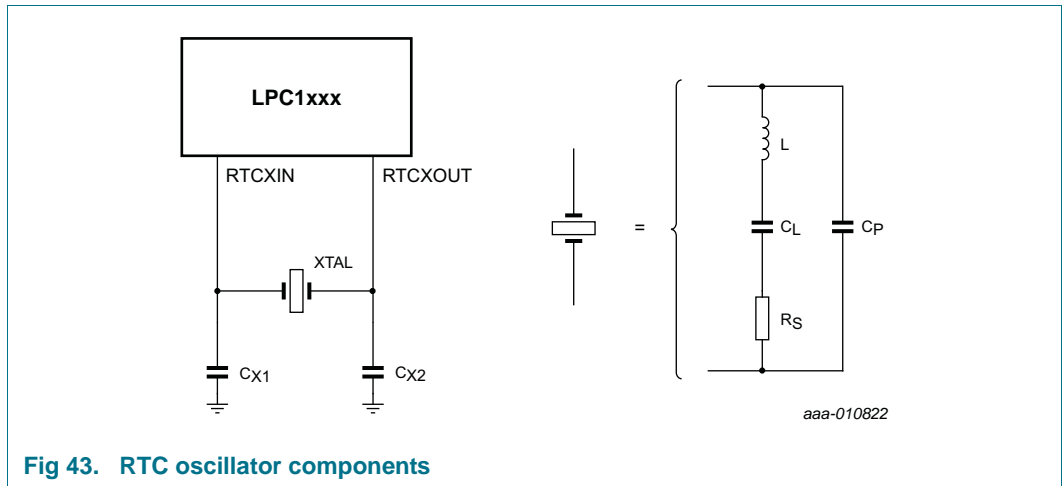 LPC1xxx
RTCXIN
RTCXOUT
XTAL
CX1
CX2
=
L
CL
CP
RS
aaa-010822
Fig 43. RTC oscillator components